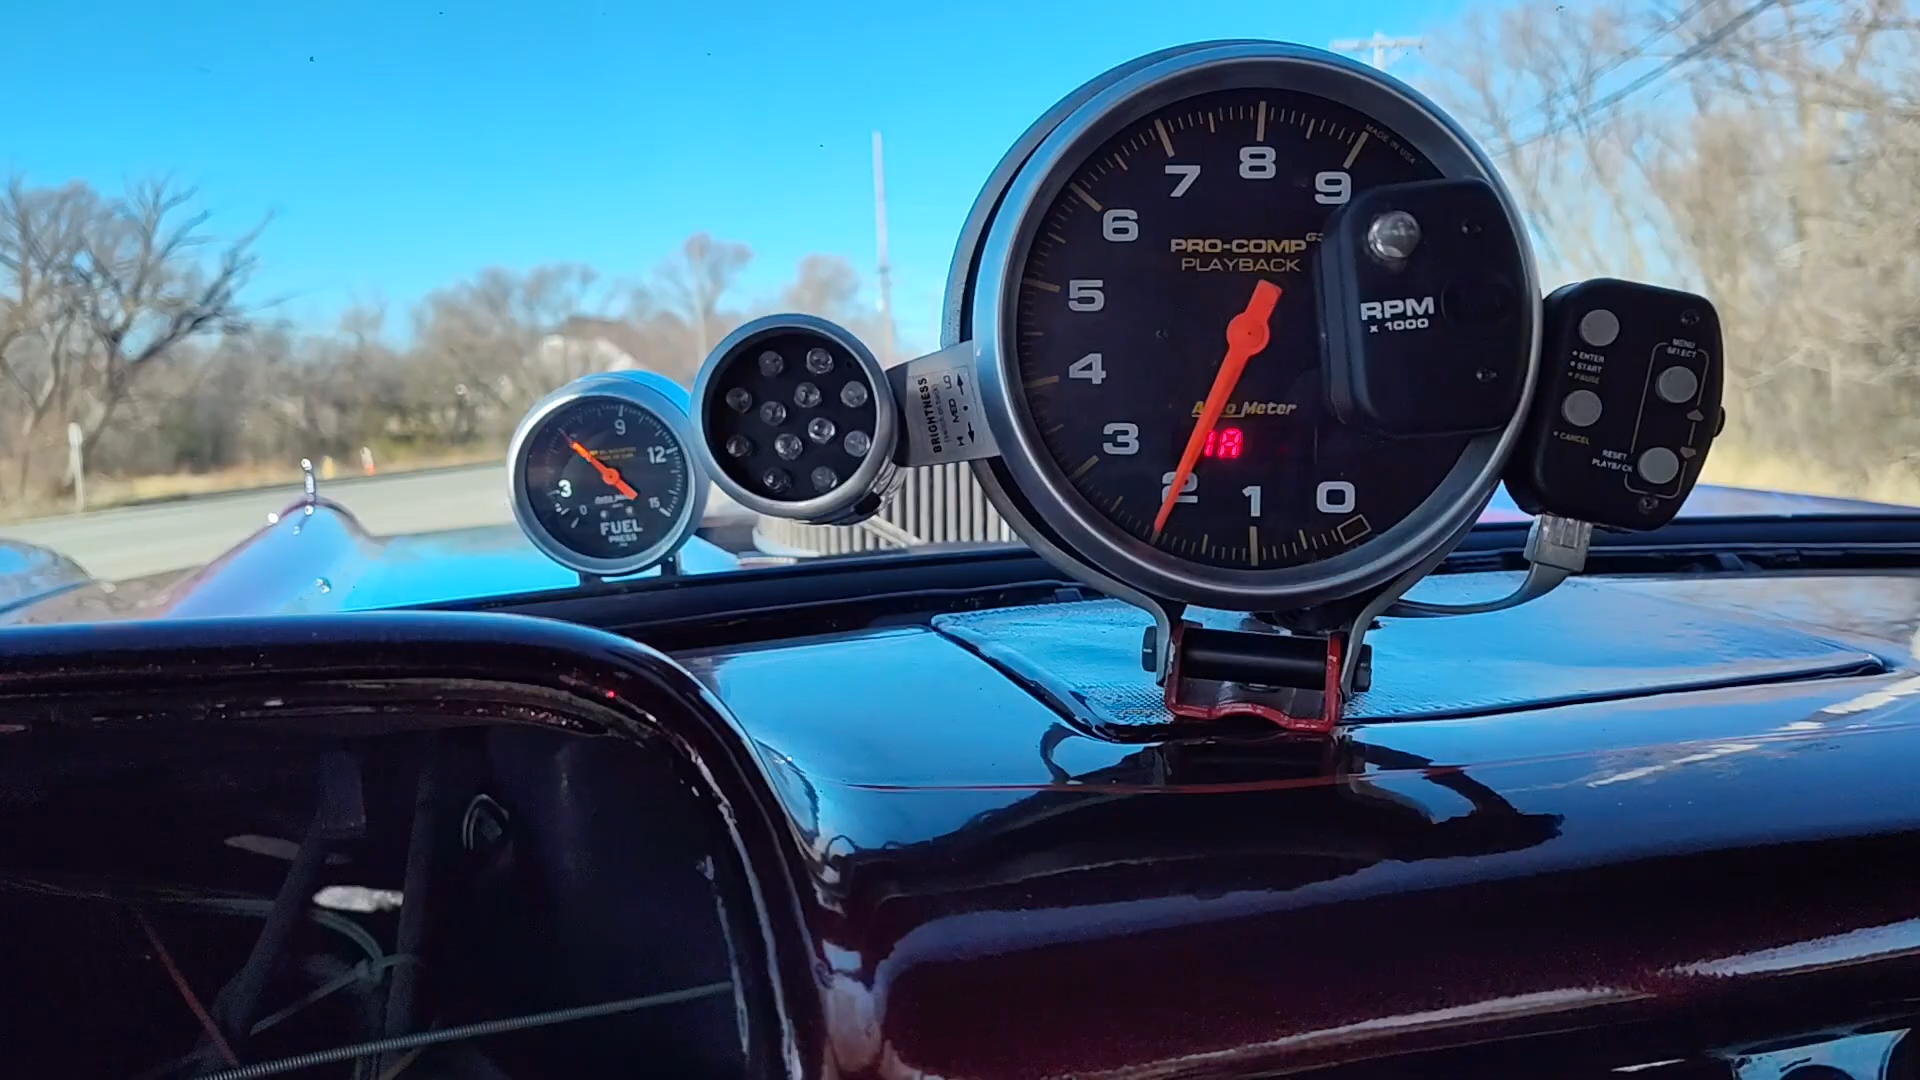 MADE IN USA
7 8 9
6
5
4
3
2 1 0
PRO-COMP
PLAYBACK
RPM
x 1000
Auto Meter
1A
BRIGHTNESS
HI MED LO
9
12
15
3
0
FUEL
PRESS
MENU
SELECT
• ENTER
• START
• PAUSE
• CANCEL
RESET
PLAYBACK